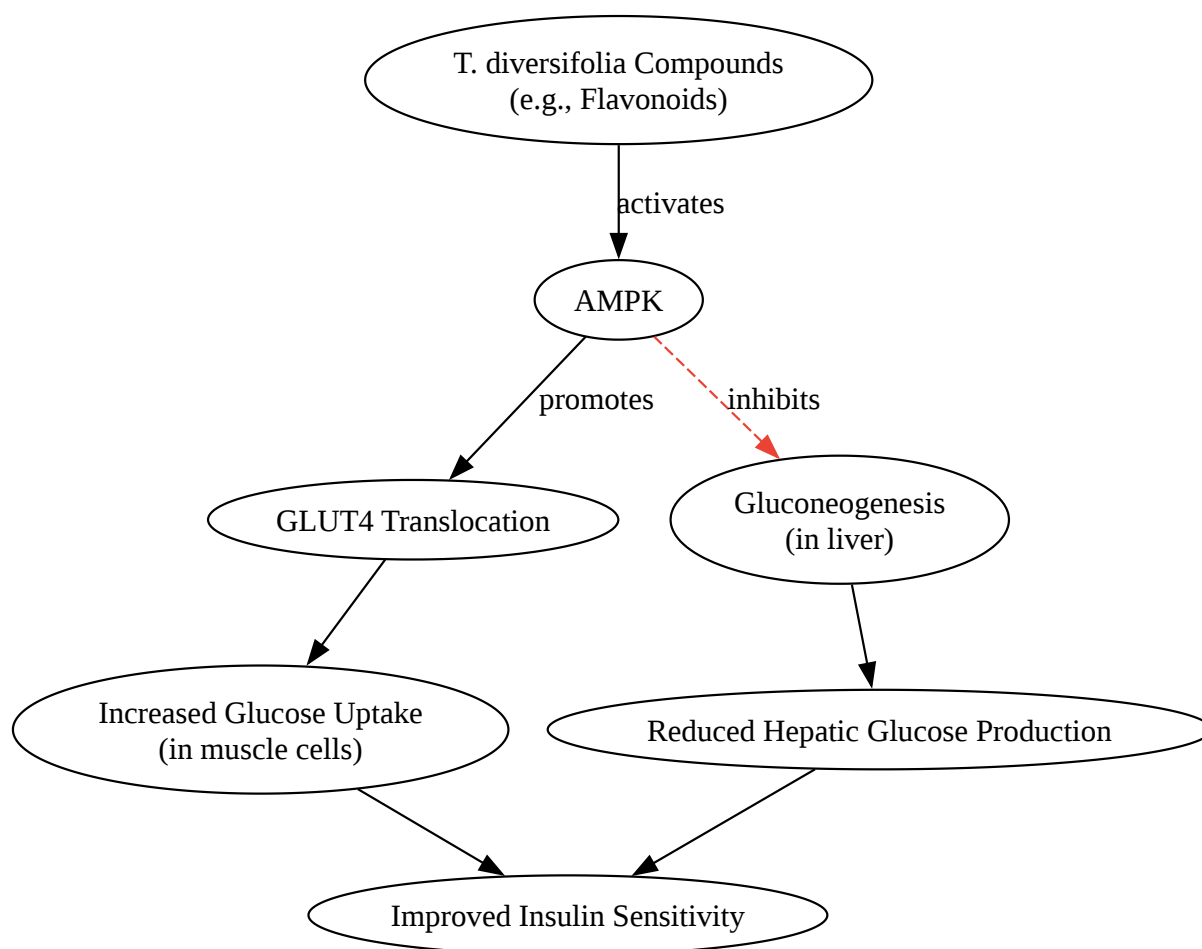 T. diversifolia Compounds
(e.g., Flavonoids)
activates
AMPK
promotes
inhibits
GLUT4 Translocation
Gluconeogenesis
(in liver)
Increased Glucose Uptake
(in muscle cells)
Reduced Hepatic Glucose Production
Improved Insulin Sensitivity